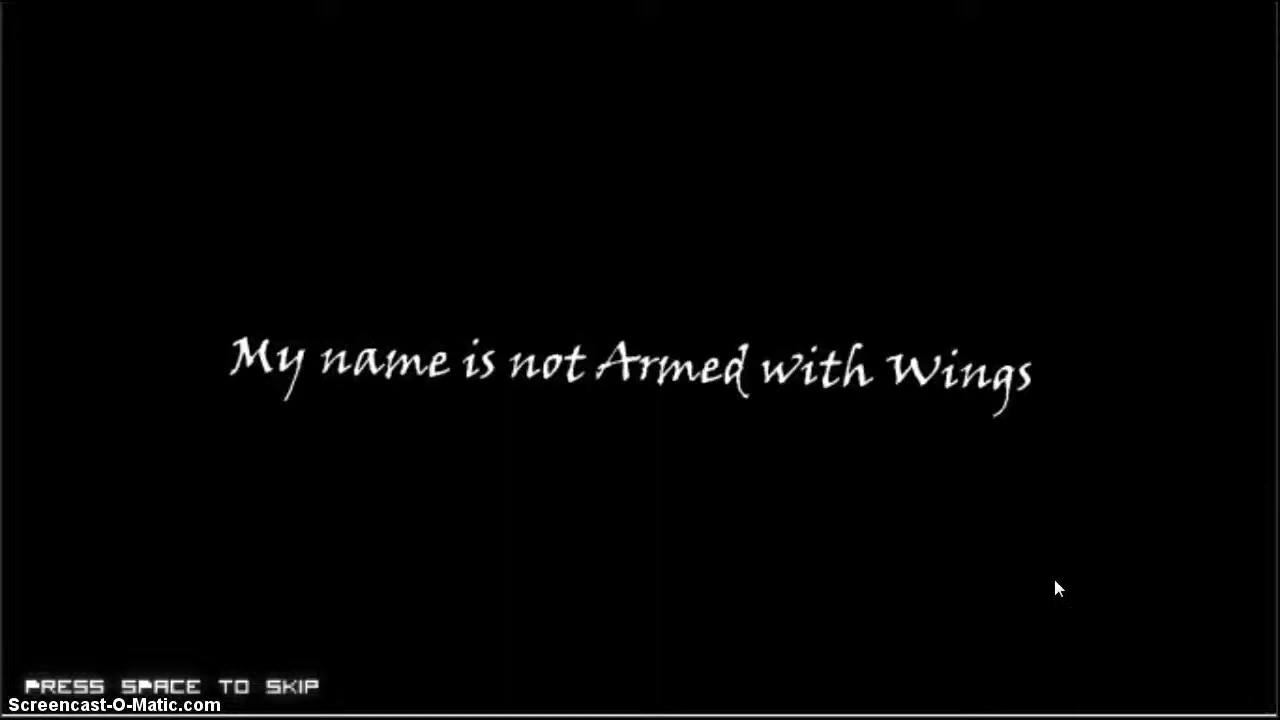 My name is not Armed with Wings
PRESS SPACE TO SKIP
Screencast-O-Matic.com